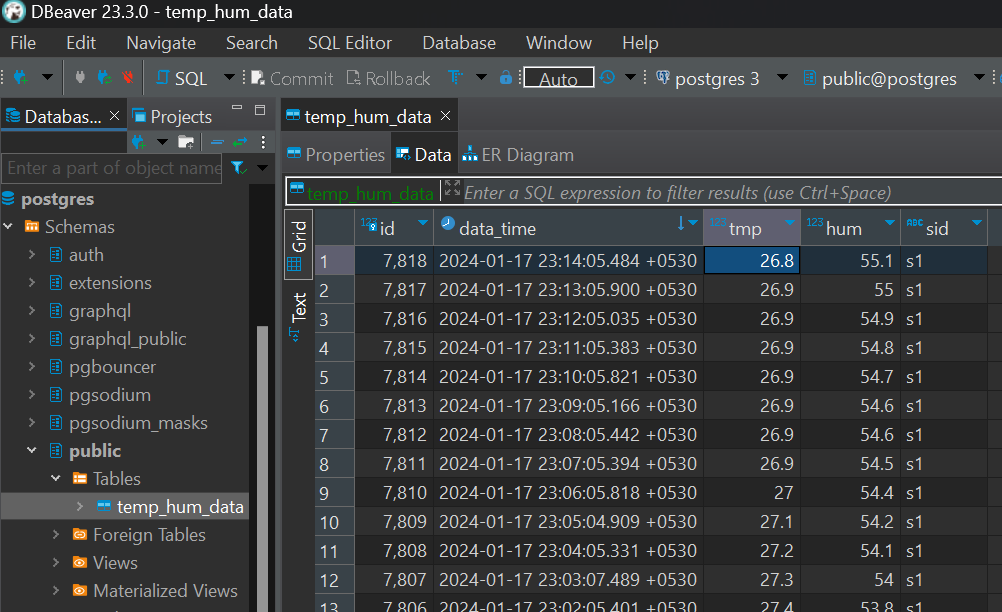 DBeaver 23.3.0 - temp_hum_data
File Edit Navigate Search SQL Editor Database Window Help
SQL Commit Rollback Auto postgres 3 public@postgres
Databas... Projects
temp_hum_data
Properties Data ER Diagram
Enter a part of object name
temp_hum_data Enter a SQL expression to filter results (use Ctrl+Space)
postgres
Schemas
auth
extensions
graphql
graphql_public
pgbouncer
pgsodium
pgsodium_masks
public
Tables
temp_hum_data
Foreign Tables
Views
Materialized Views
Grid
Text
123 id data_time 123 tmp 123 hum ABC sid
1 7,818 2024-01-17 23:14:05.484 +0530 26.8 55.1 s1
2 7,817 2024-01-17 23:13:05.900 +0530 26.9 55 s1
3 7,816 2024-01-17 23:12:05.035 +0530 26.9 54.9 s1
4 7,815 2024-01-17 23:11:05.383 +0530 26.9 54.8 s1
5 7,814 2024-01-17 23:10:05.821 +0530 26.9 54.7 s1
6 7,813 2024-01-17 23:09:05.166 +0530 26.9 54.6 s1
7 7,812 2024-01-17 23:08:05.442 +0530 26.9 54.6 s1
8 7,811 2024-01-17 23:07:05.394 +0530 26.9 54.5 s1
9 7,810 2024-01-17 23:06:05.818 +0530 27 54.4 s1
10 7,809 2024-01-17 23:05:04.909 +0530 27.1 54.2 s1
11 7,808 2024-01-17 23:04:05.331 +0530 27.2 54.1 s1
12 7,807 2024-01-17 23:03:07.489 +0530 27.3 54 s1
13 7,806 2024-01-17 23:02:05.401 +0530 27.4 53.8 s1